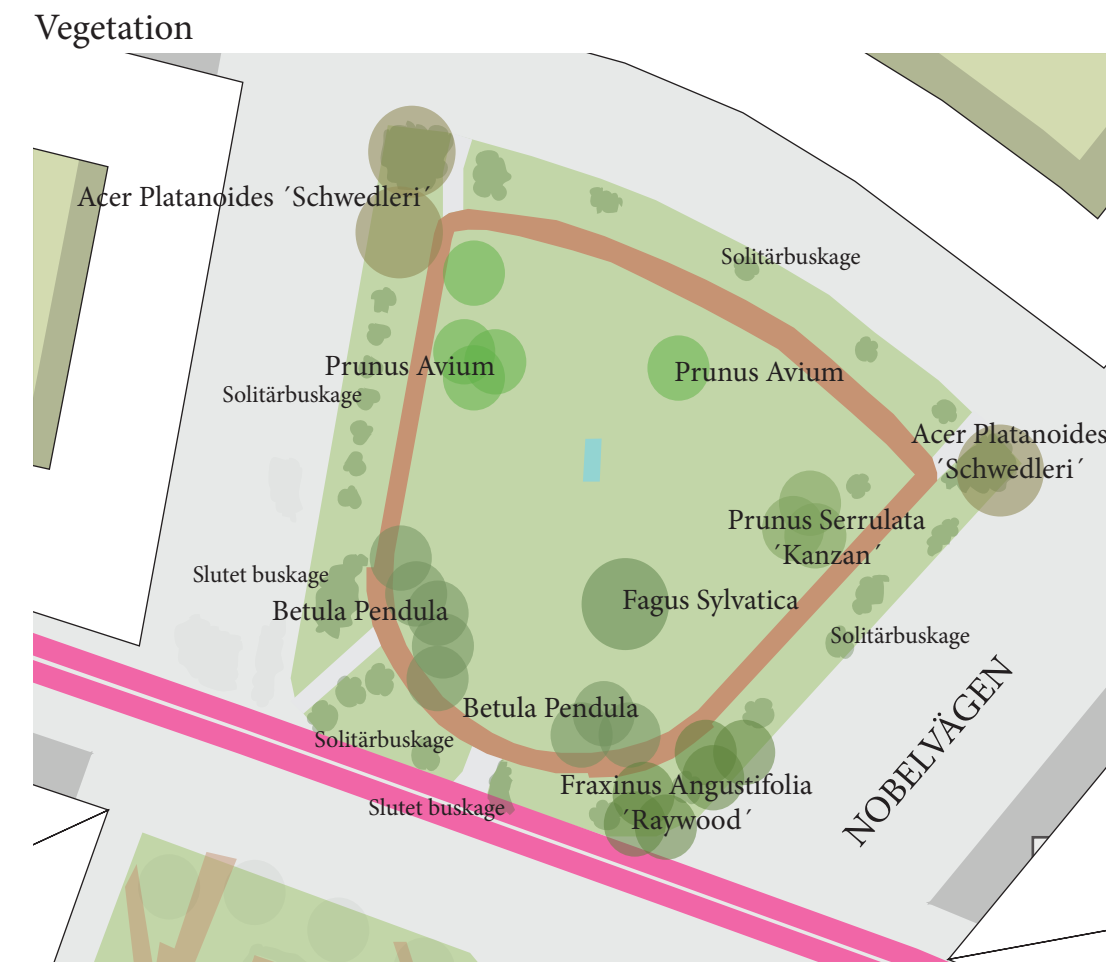 Vegetation
Acer Platanoides ´Schwedleri´
Solitärbuskage
Prunus Avium
Prunus Avium
Solitärbuskage
Acer Platanoides
´Schwedleri´
Prunus Serrulata
´Kanzan´
Slutet buskage
Betula Pendula
Fagus Sylvatica
Solitärbuskage
Betula Pendula
Solitärbuskage
Fraxinus Angustifolia
´Raywood´
Slutet buskage
NOBELVÄGEN